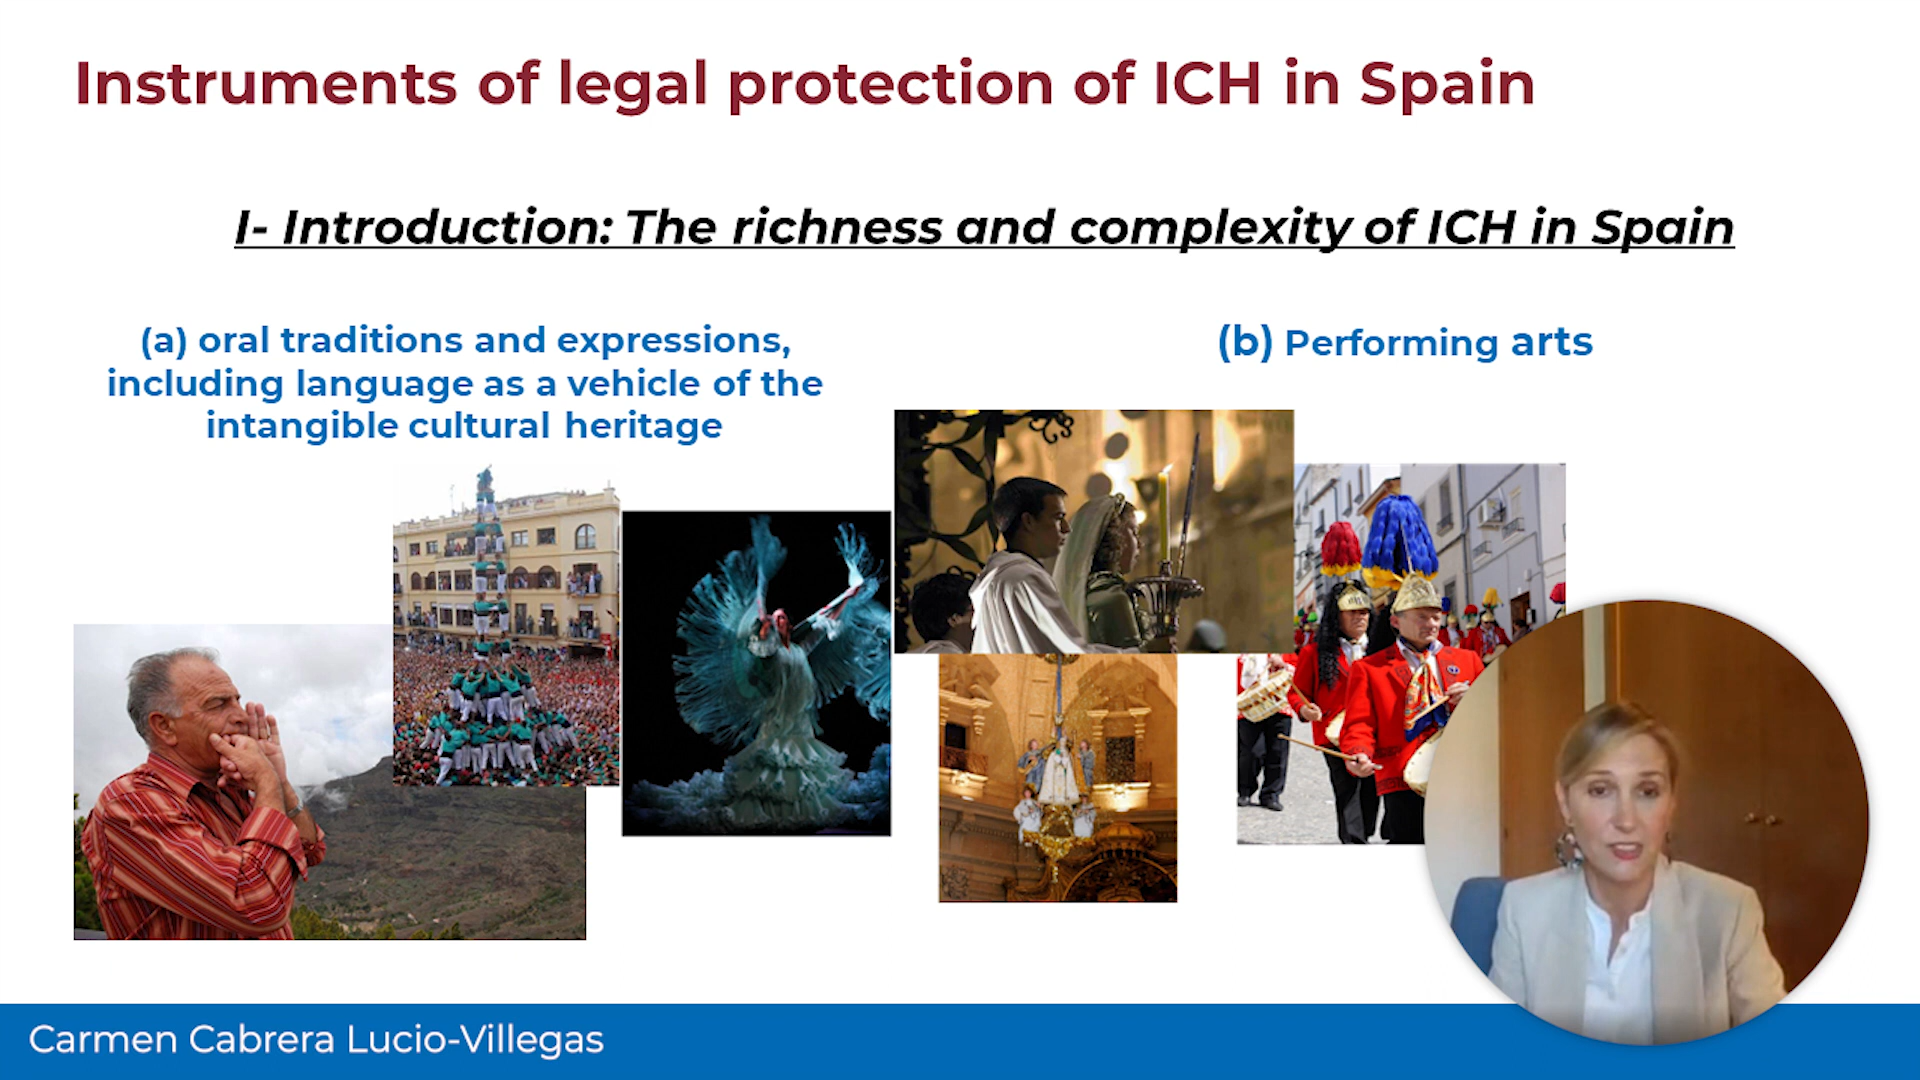 Instruments of legal protection of ICH in Spain
I- Introduction: The richness and complexity of ICH in Spain
(a) oral traditions and expressions,
including language as a vehicle of the
intangible cultural heritage
(b) Performing arts
Carmen Cabrera Lucio-Villegas